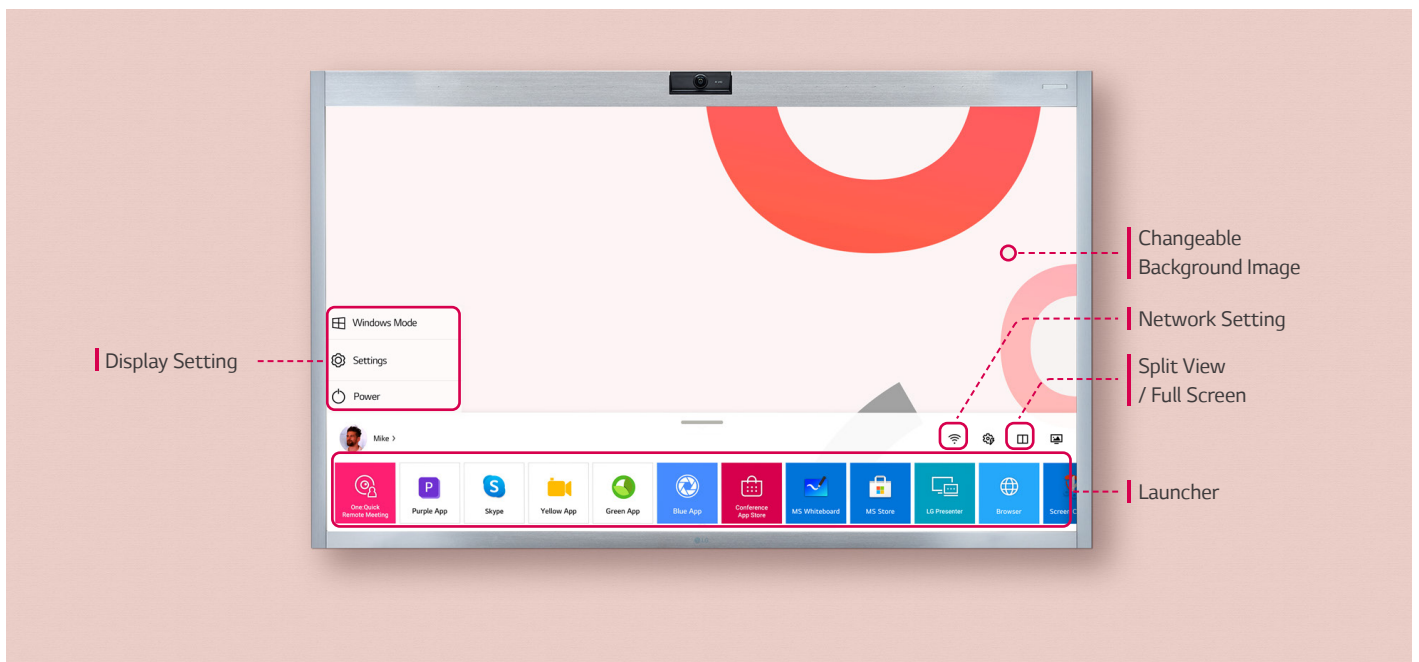 Changeable
Background Image
Windows Mode
Network Setting
Display Setting
Settings
Split View
/ Full Screen
Power
Mike >
One Quick
Remote Meeting
Purple App
P
Skype
S
Yellow App
Green App
Blue App
Conference
App Store
MS Whiteboard
MS Store
LG Presenter
Browser
Screen
Launcher
LG